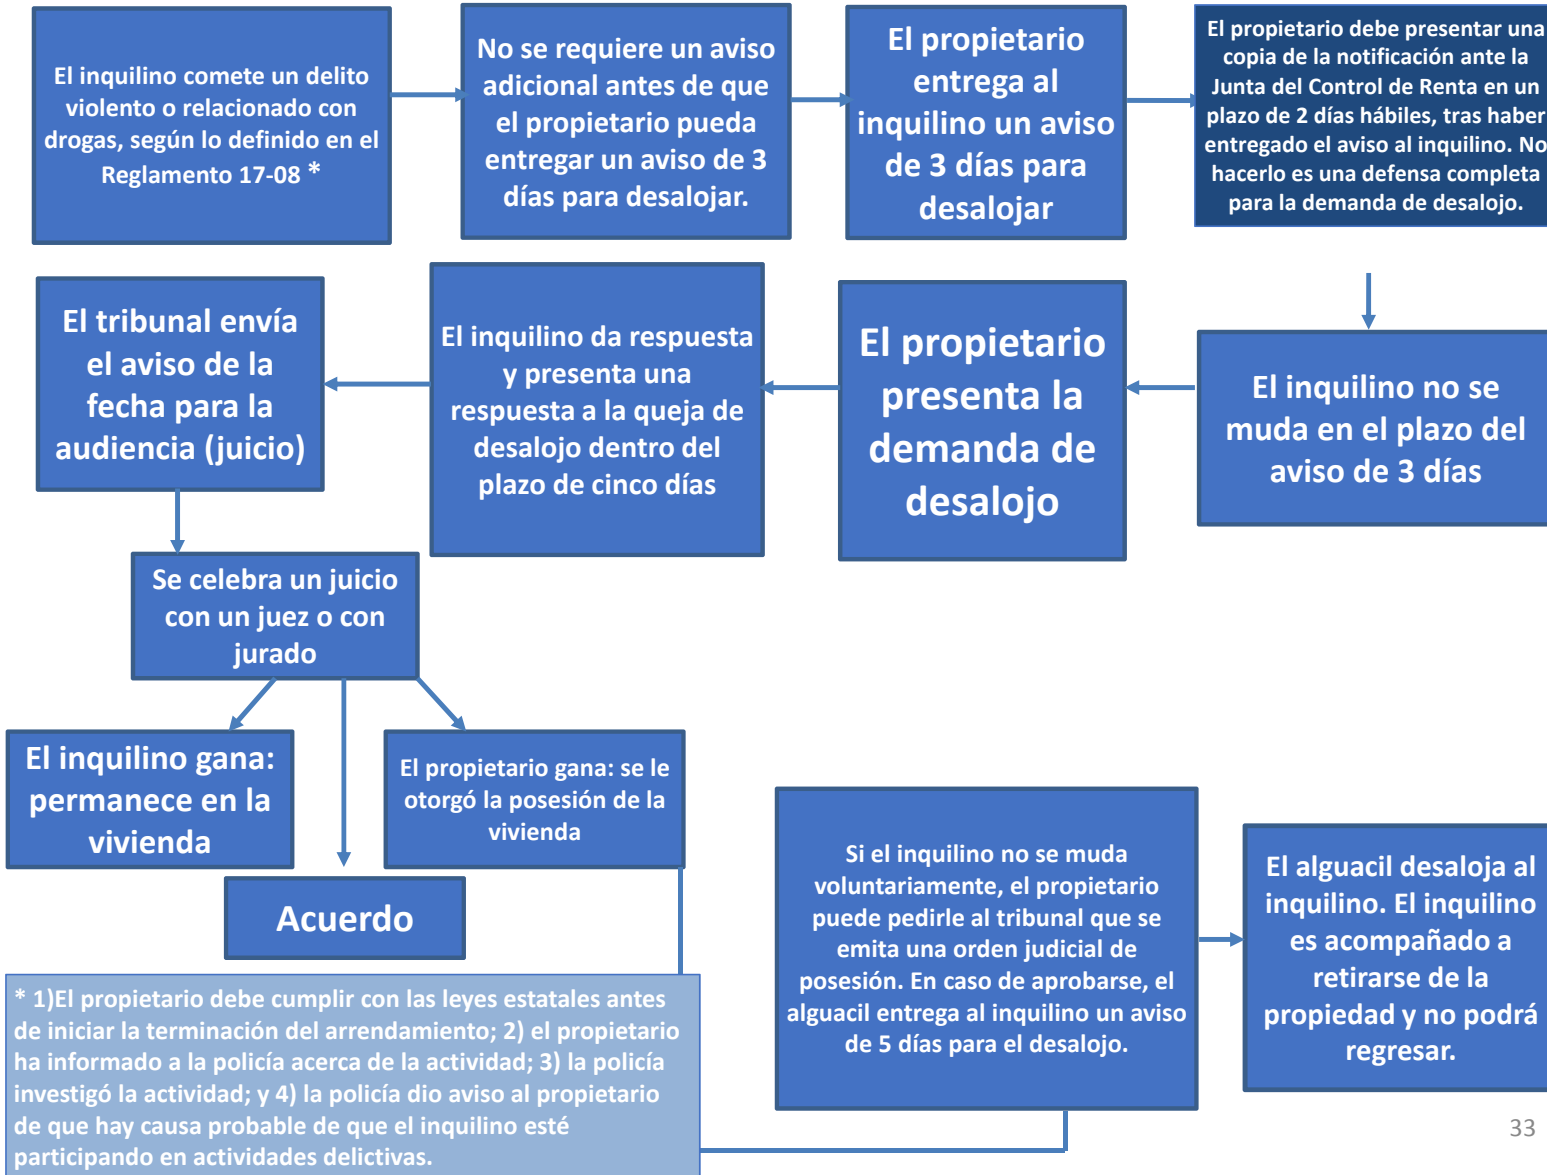 El inquilino comete un delito
violento o relacionado con
drogas, según lo definido en el
Reglamento 17-08 *
No se requiere un aviso
adicional antes de que
el propietario pueda
entregar un aviso de 3
días para desalojar.
El propietario
entrega al
inquilino un aviso
de 3 días para
desalojar
El propietario debe presentar una
copia de la notificación ante la
Junta del Control de Renta en un
plazo de 2 días hábiles, tras haber
entregado el aviso al inquilino. No
hacerlo es una defensa completa
para la demanda de desalojo.
El inquilino no se
muda en el plazo del
aviso de 3 días
El propietario
presenta la
demanda de
desalojo
El inquilino da respuesta
y presenta una
respuesta a la queja de
desalojo dentro del
plazo de cinco días
El tribunal envía
el aviso de la
fecha para la
audiencia (juicio)
Se celebra un juicio
con un juez o con
jurado
El inquilino gana:
permanece en la
vivienda
Acuerdo
El propietario gana: se le
otorgó la posesión de la
vivienda
Si el inquilino no se muda
voluntariamente, el propietario
puede pedirle al tribunal que se
emita una orden judicial de
posesión. En caso de aprobarse, el
alguacil entrega al inquilino un aviso
de 5 días para el desalojo.
El alguacil desaloja al
inquilino. El inquilino
es acompañado a
retirarse de la
propiedad y no podrá
regresar.
* 1)El propietario debe cumplir con las leyes estatales antes
de iniciar la terminación del arrendamiento; 2) el propietario
ha informado a la policía acerca de la actividad; 3) la policía
investigó la actividad; y 4) la policía dio aviso al propietario
de que hay causa probable de que el inquilino esté
participando en actividades delictivas.
33